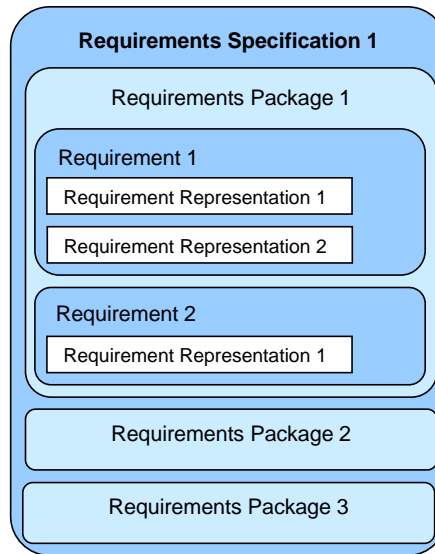 Requirements Specification 1
Requirements Package 1
Requirement 1
Requirement Representation 1
Requirement Representation 2
Requirement 2
Requirement Representation 1
Requirements Package 2
Requirements Package 3